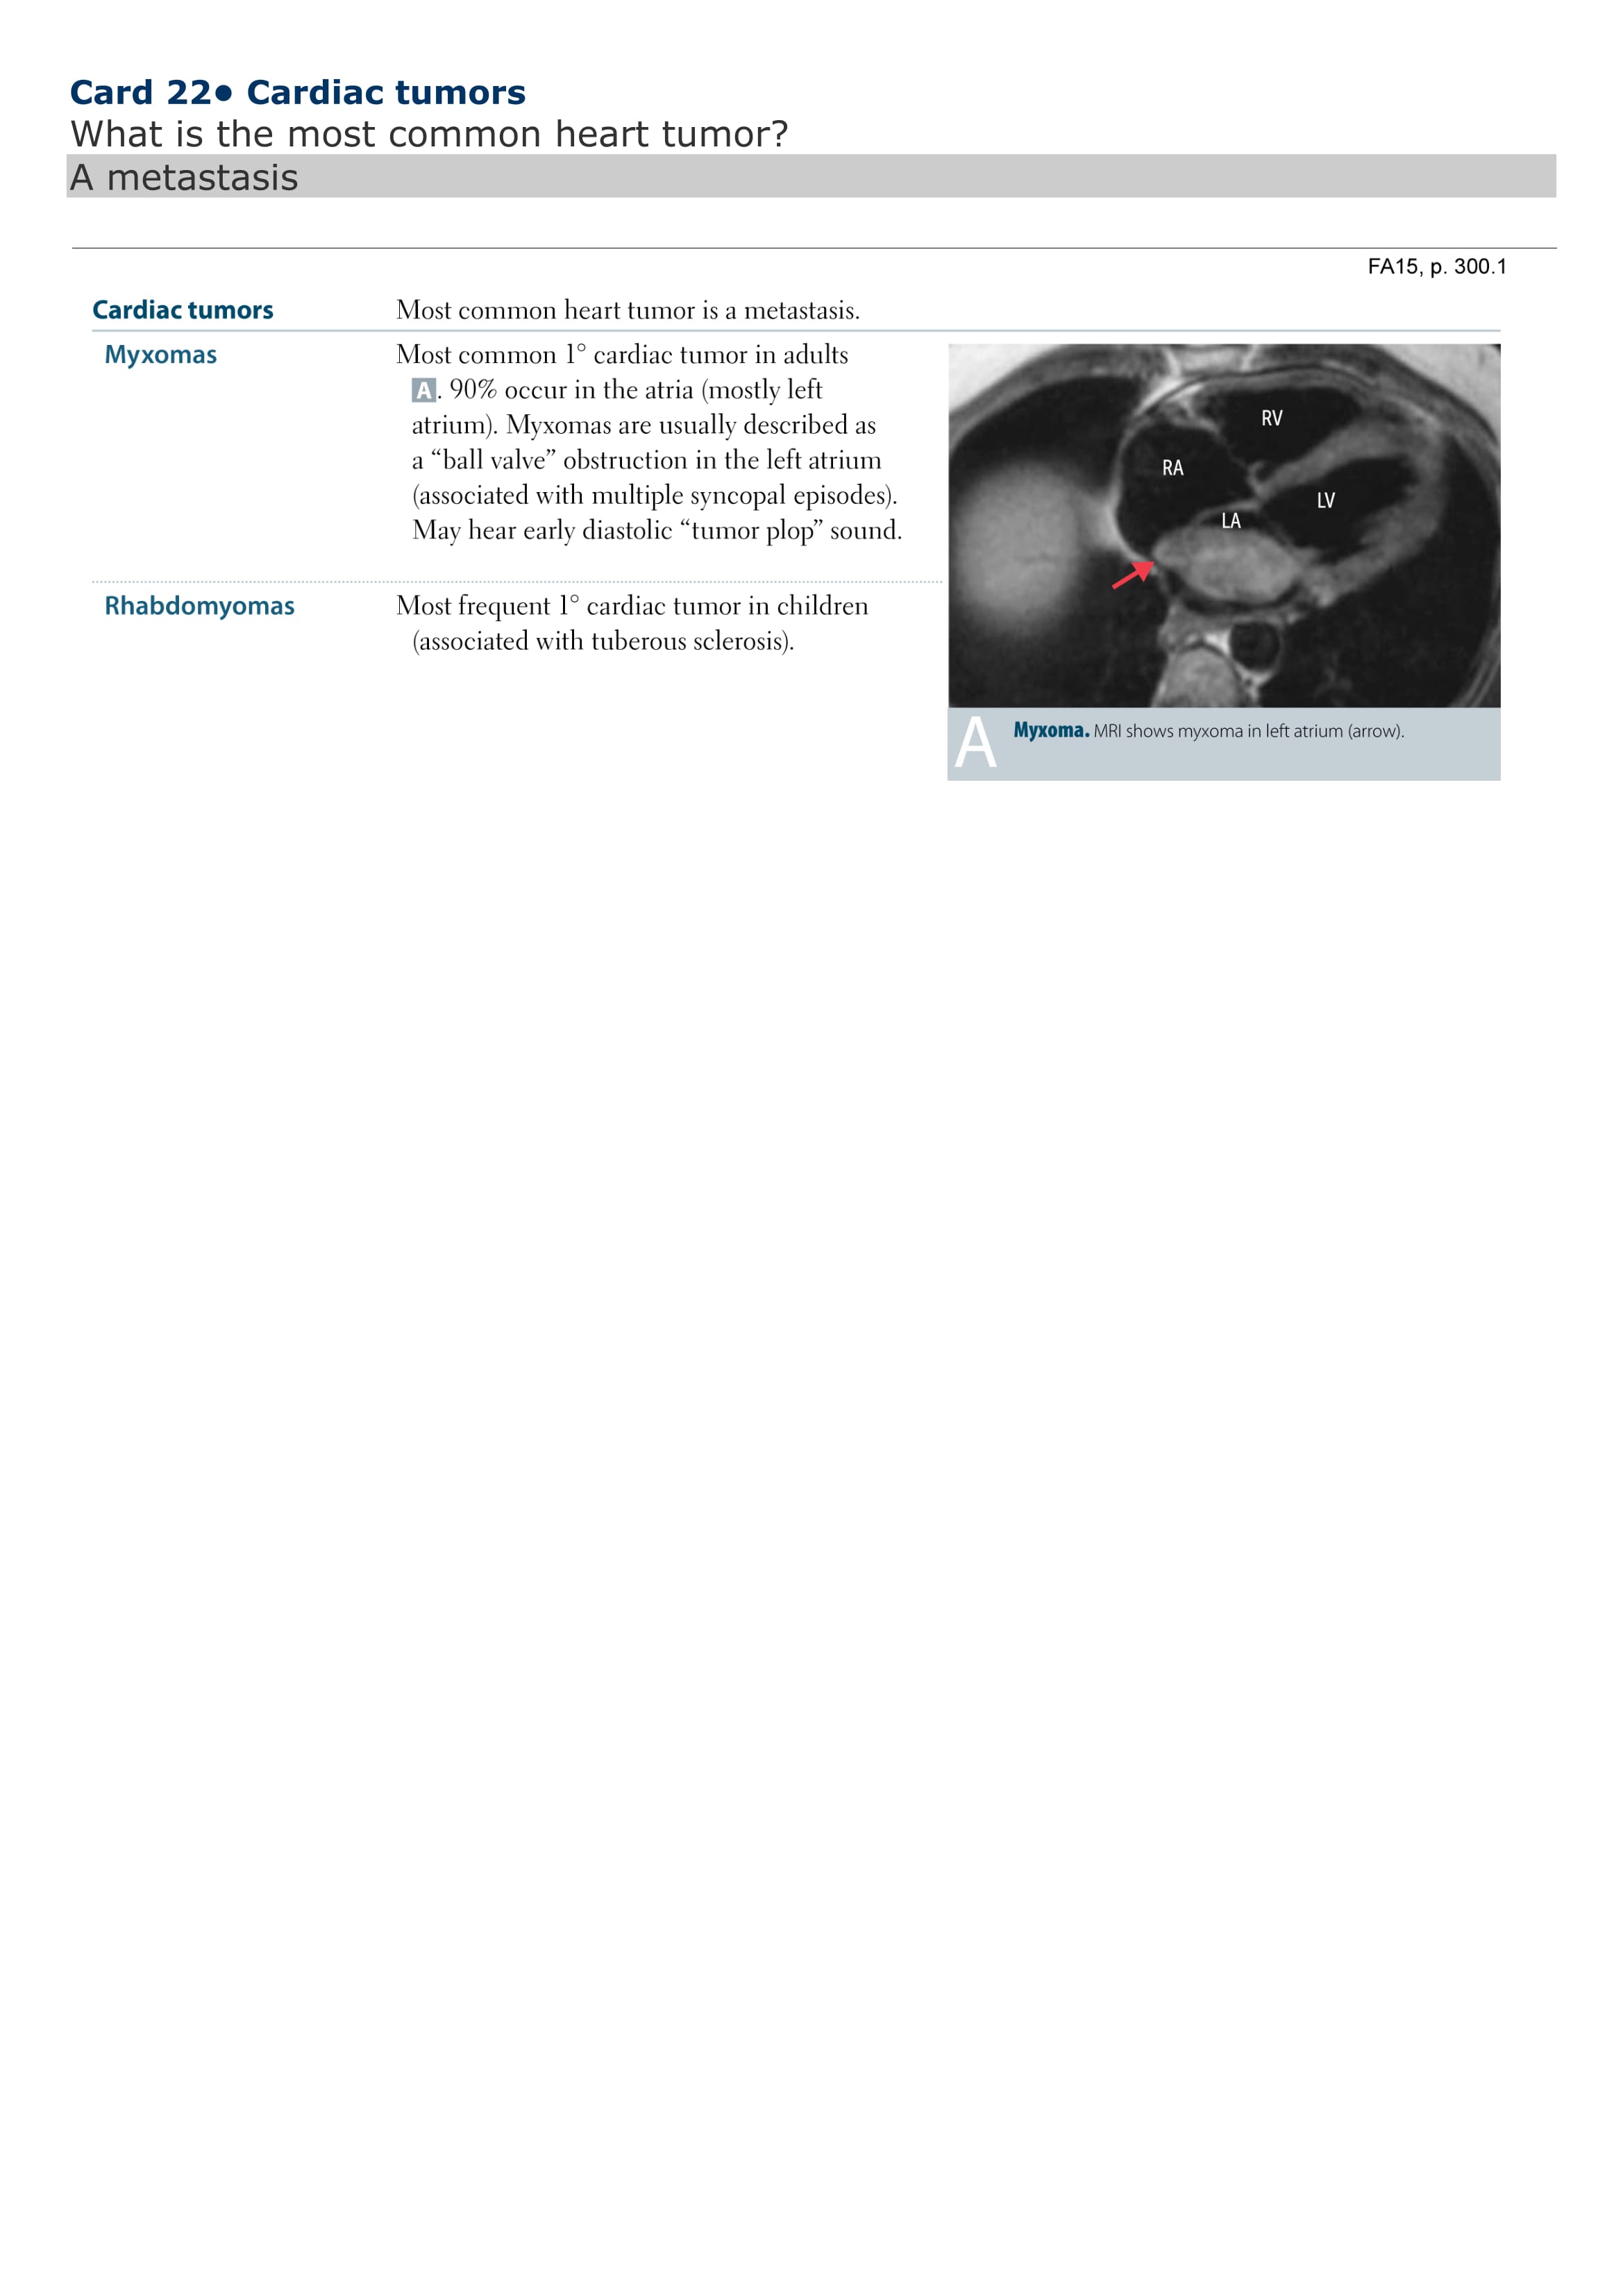 Card 22● Cardiac tumors
What is the most common heart tumor?
A metastasis
FA15, p. 300.1
Cardiac tumors Most common heart tumor is a metastasis.
Myxomas Most common 1° cardiac tumor in adults
A. 90% occur in the atria (mostly left
atrium). Myxomas are usually described as
a “ball valve” obstruction in the left atrium
(associated with multiple syncopal episodes).
May hear early diastolic “tumor plop” sound.
Rhabdomyomas Most frequent 1° cardiac tumor in children
(associated with tuberous sclerosis).
RV
RA
LV
LA
A Myxoma. MRI shows myxoma in left atrium (arrow).